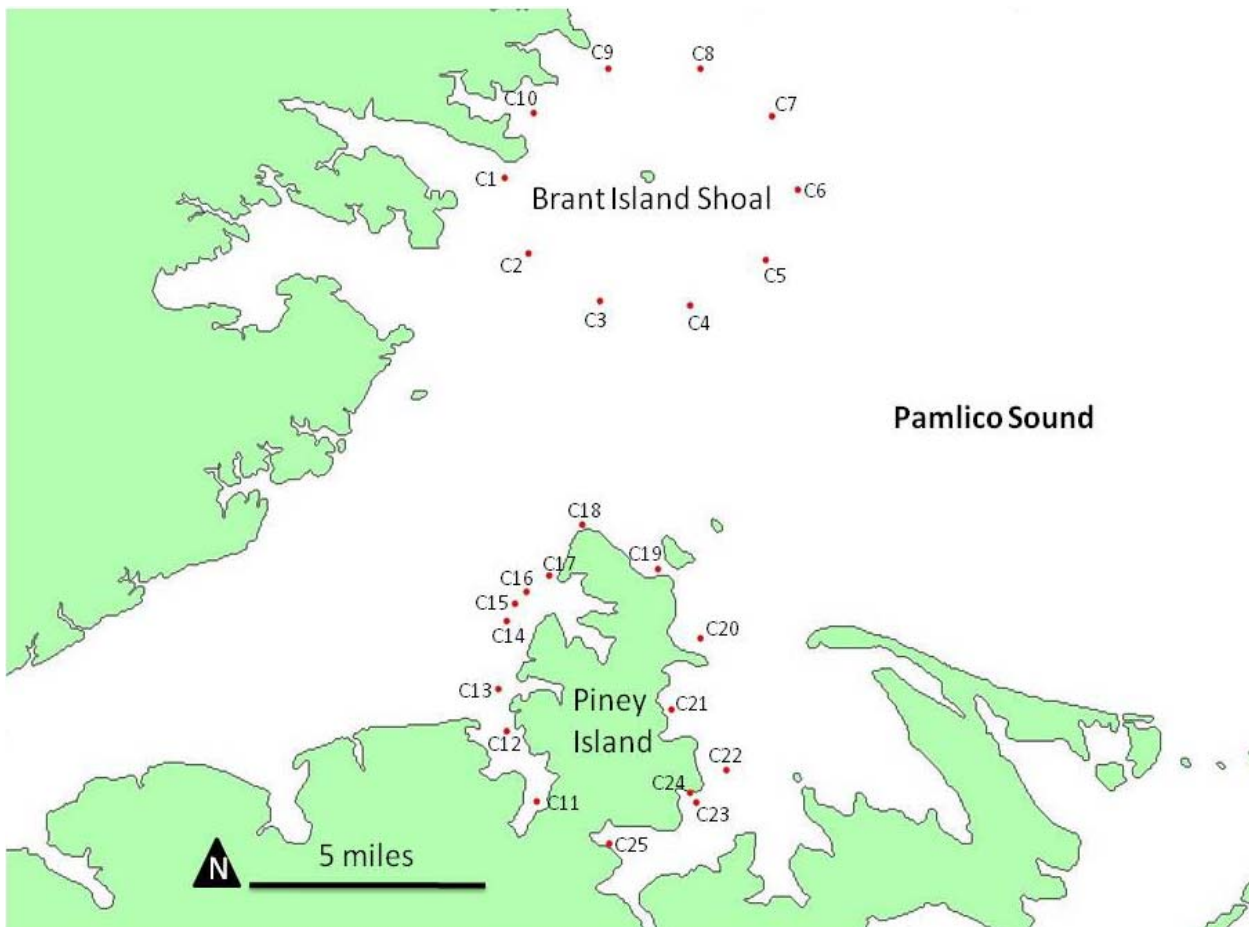 C9
C8
C10
C7
C1
Brant Island Shoal
C6
C2
C5
C3
C4
Pamlico Sound
C18
C19
C17
C16
C15
C14
C20
C13
Piney
Island
C21
C12
C22
C24
C11
C23
C25
N
5 miles